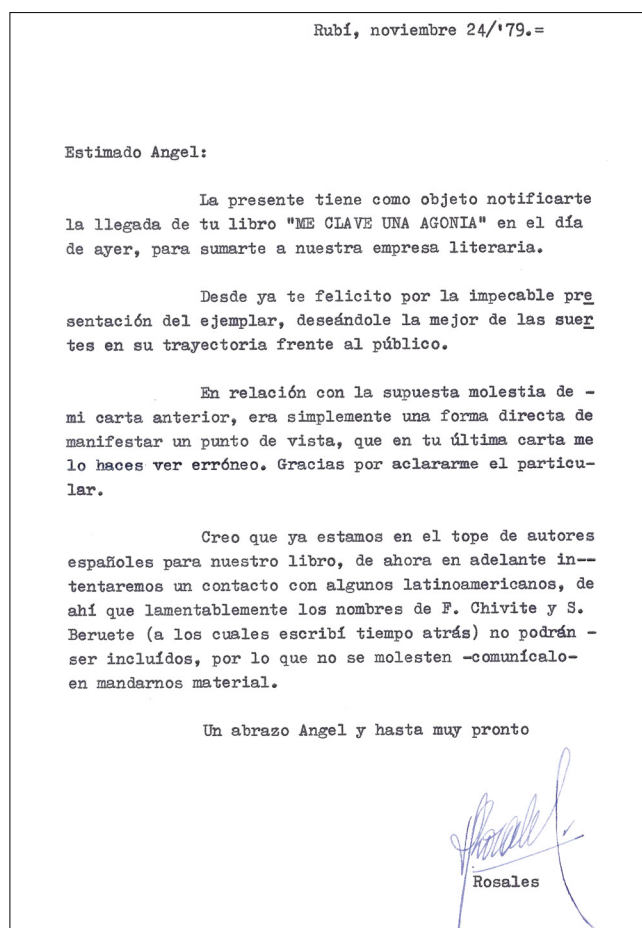 Rubí, noviembre 24/'79.=
Estimado Angel:
La presente tiene como objeto notificarte
la llegada de tu libro "ME CLAVE UNA AGONIA" en el día
de ayer, para sumarte a nuestra empresa literaria.
Desde ya te felicito por la impecable pre
sentación del ejemplar, deseándole la mejor de las suer
tes en su trayectoria frente al público.
En relación con la supuesta molestia de -
mi carta anterior, era simplemente una forma directa de
manifestar un punto de vista, que en tu última carta me
lo haces ver erróneo. Gracias por aclararme el particu-
lar.
Creo que ya estamos en el tope de autores
españoles para nuestro libro, de ahora en adelante in--
tentaremos un contacto con algunos latinoamericanos, de
ahí que lamentablemente los nombres de F. Chivite y S.
Beruete (a los cuales escribí tiempo atrás) no podrán -
ser incluídos, por lo que no se molesten -comunícalo-
en mandarnos material.
Un abrazo Angel y hasta muy pronto
Rosales